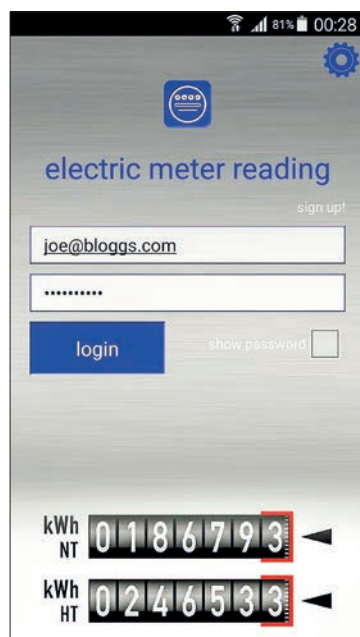 81% 00:28
electric meter reading
sign up!
joe@bloggs.com
••••••••••
login
show password
kWh
NT 0186793
kWh
HT 0246533